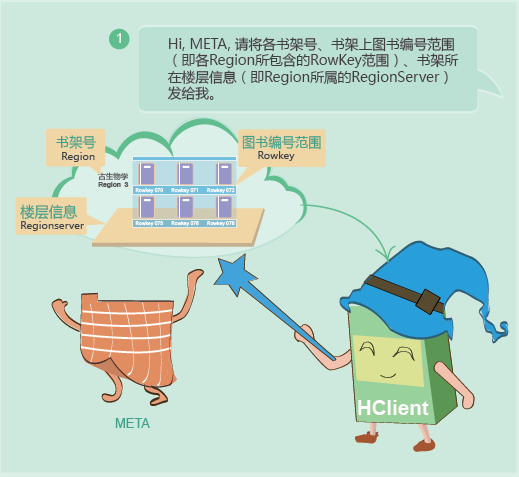 1
Hi, META, 请将各书架号、书架上图书编号范围
（即各Region所包含的RowKey范围）、书架所
在楼层信息（即Region所属的RegionServer）
发给我。
书架号
Region
图书编号范围
Rowkey
古生物学
Region 3
Rowkey 070 Rowkey 071 Rowkey 073
楼层信息
Regionserver
Rowkey 075 Rowkey 076 Rowkey 078
HClient
META